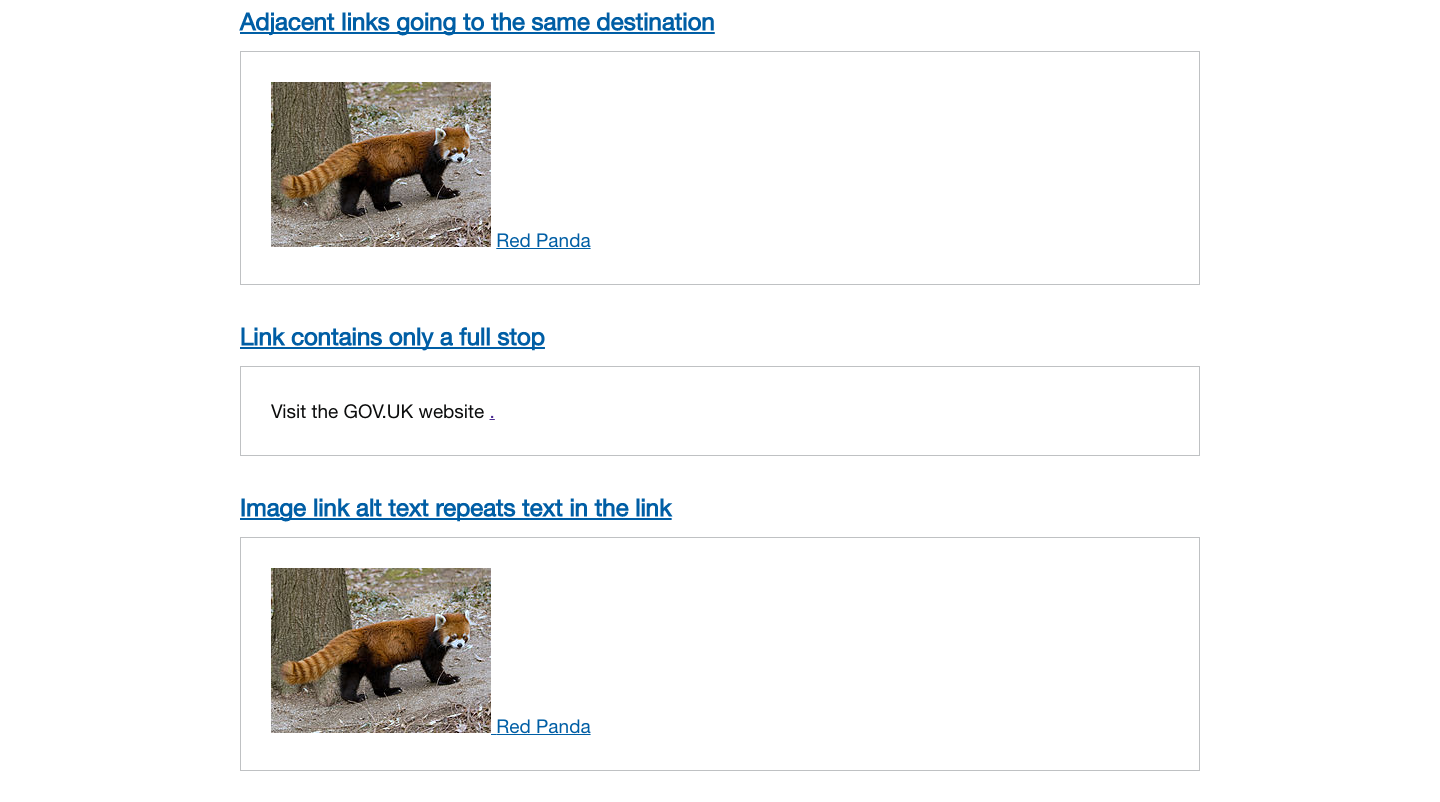 Adjacent links going to the same destination
Red Panda
Link contains only a full stop
Visit the GOV.UK website .
Image link alt text repeats text in the link
Red Panda